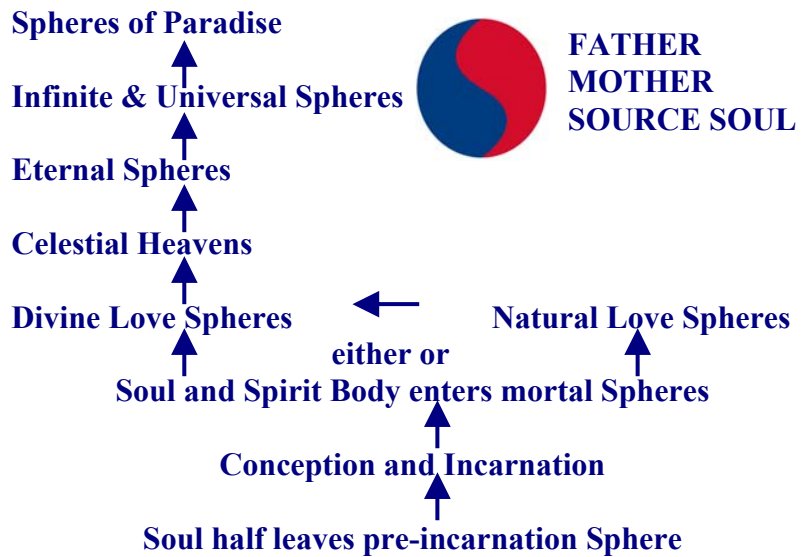 Spheres of Paradise
FATHER
MOTHER
SOURCE SOUL
Infinite & Universal Spheres
Eternal Spheres
Celestial Heavens
Divine Love Spheres
Natural Love Spheres
either or
Soul and Spirit Body enters mortal Spheres
Conception and Incarnation
Soul half leaves pre-incarnation Sphere